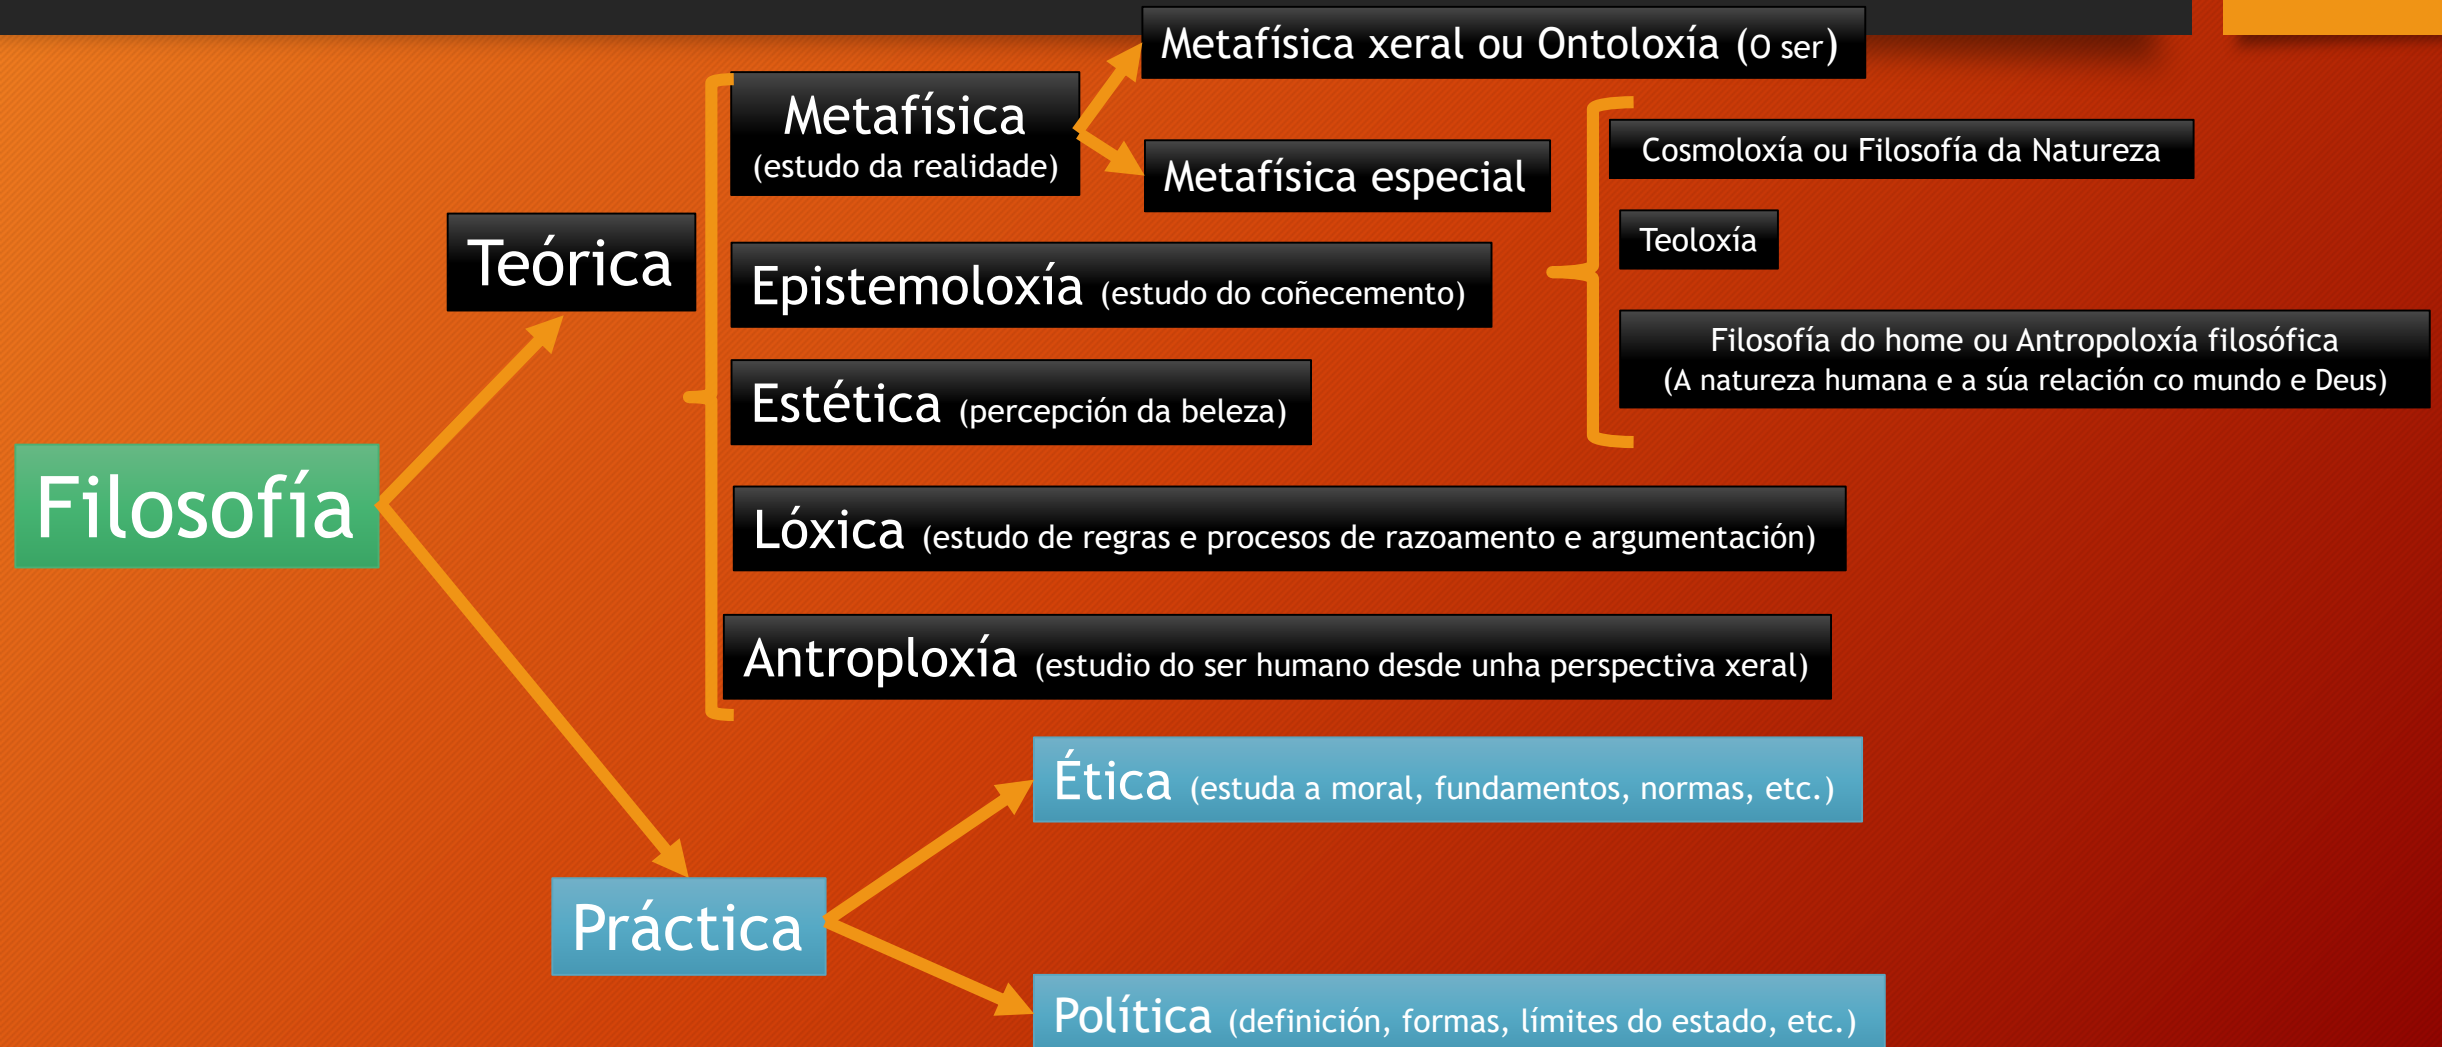 Metafísica xeral ou Ontoloxía (O ser)
Metafísica
(estudo da realidade)
Metafísica especial
Cosmoloxía ou Filosofía da Natureza
Teoloxía
Filosofía do home ou Antropoloxía filosófica
(A natureza humana e a súa relación co mundo e Deus)
Teórica
Epistemoloxía (estudo do coñecemento)
Estética (percepción da beleza)
Filosofía
Lóxica (estudo de regras e procesos de razoamento e argumentación)
Antroploxía (estudio do ser humano desde unha perspectiva xeral)
Ética (estuda a moral, fundamentos, normas, etc.)
Práctica
Política (definición, formas, límites do estado, etc.)